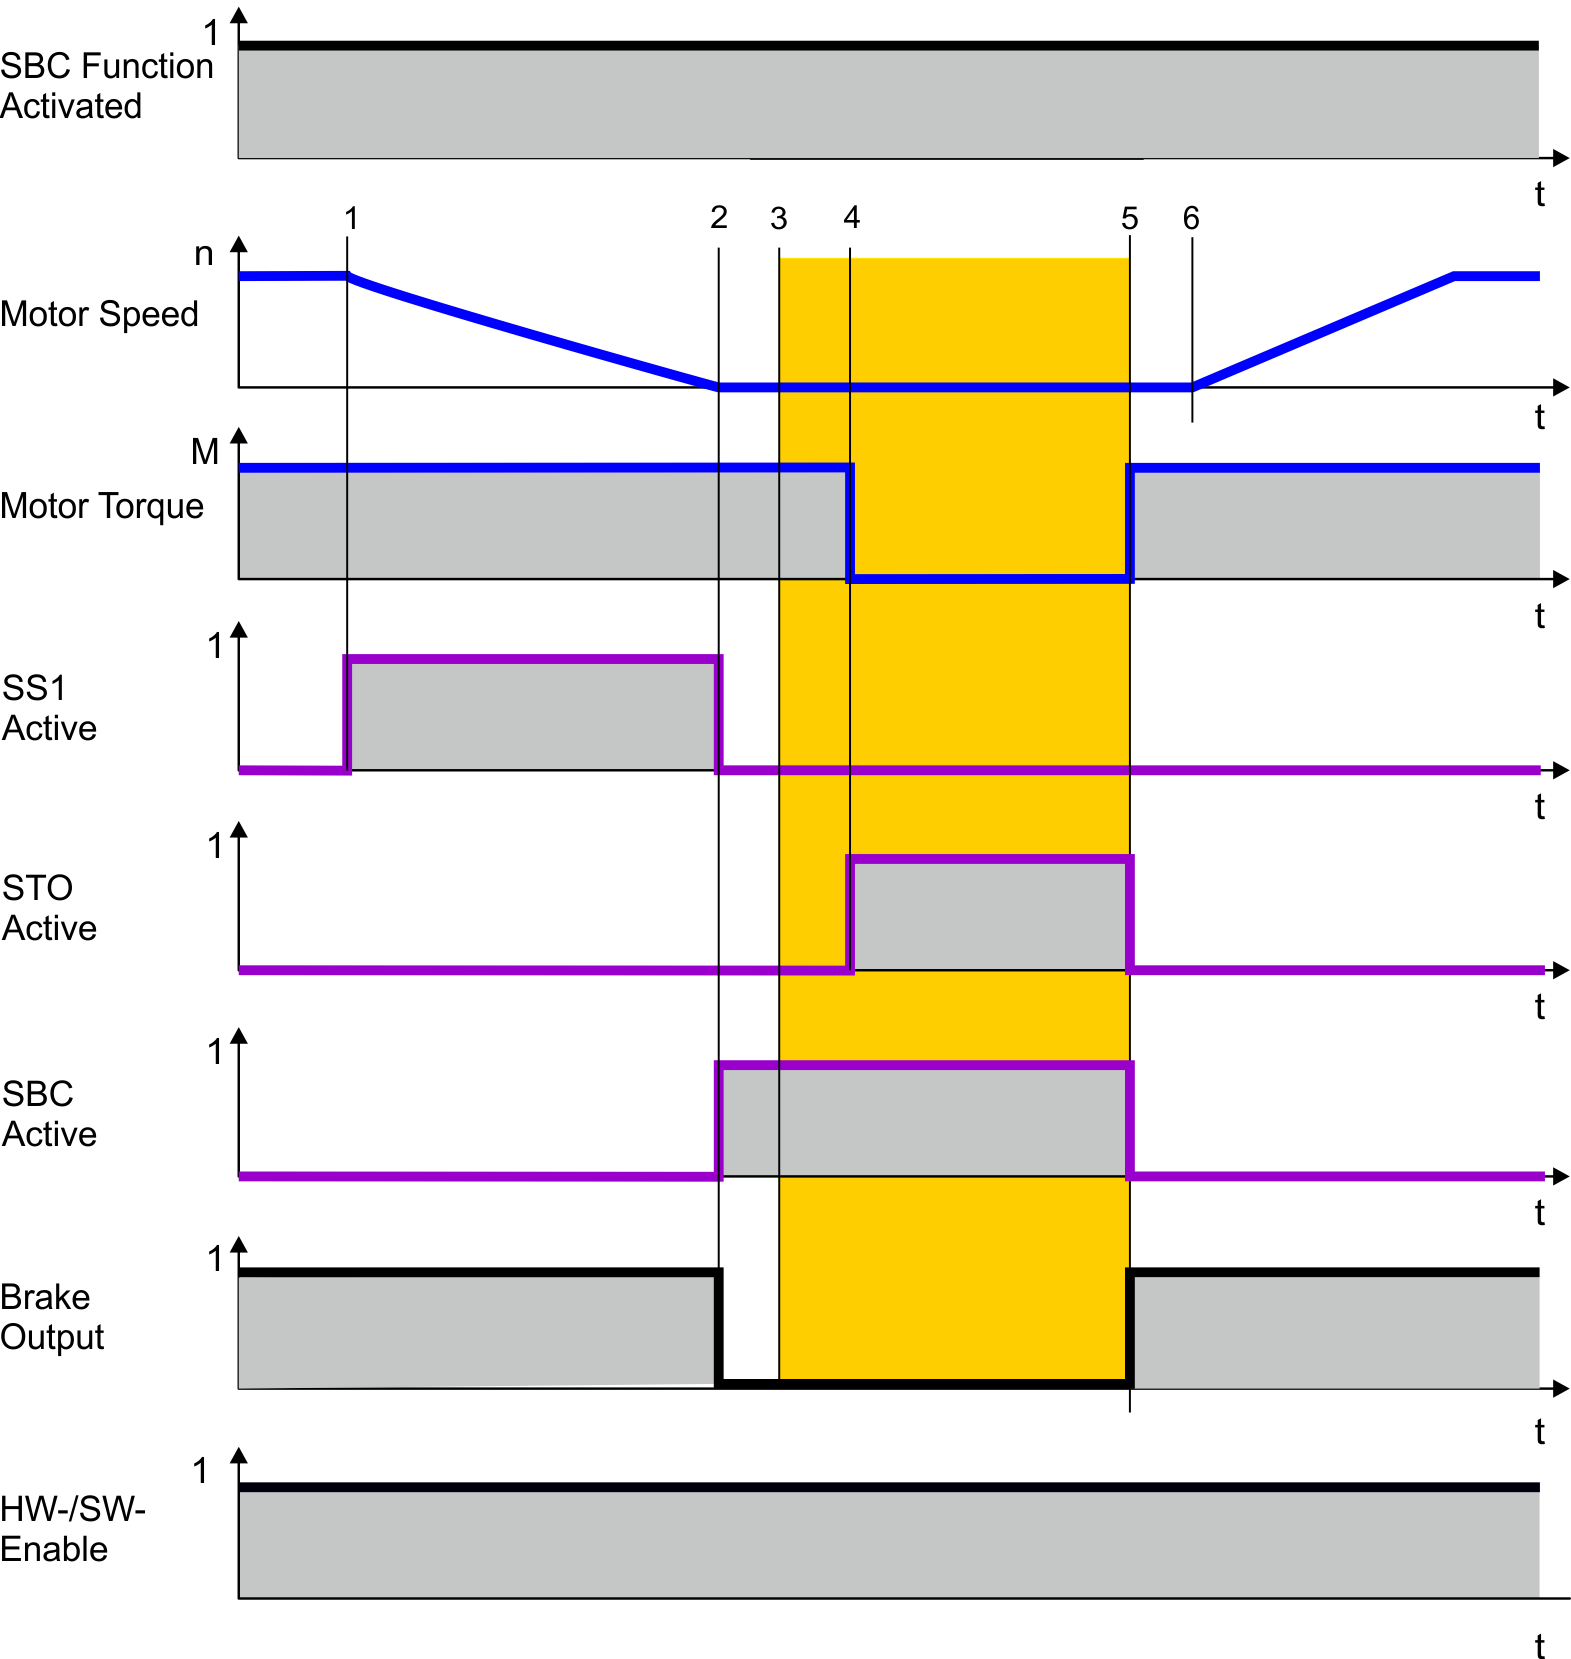 1
SBC Function
Activated
t
1 2 3 4 5 6
n
Motor Speed
t
M
Motor Torque
t
1
SS1
Active
t
1
STO
Active
t
1
SBC
Active
t
1
Brake
Output
t
1
HW-/SW-
Enable
t